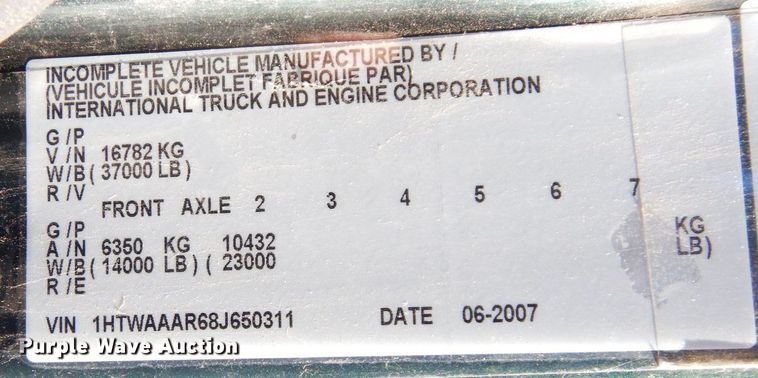 INCOMPLETE VEHICLE MANUFACTURED BY /
(VEHICULE INCOMPLET FABRIQUE PAR)
INTERNATIONAL TRUCK AND ENGINE CORPORATION
G /P
V /N 16782 KG
W/B ( 37000 LB )
R /V
FRONT AXLE 2 3 4 5 6 7
G /P
A /N 6350 KG 10432 KG
W/B ( 14000 LB ) ( 23000 LB)
R /E
VIN 1HTWAAAR68J650311 DATE 06-2007
Purple Wave Auction